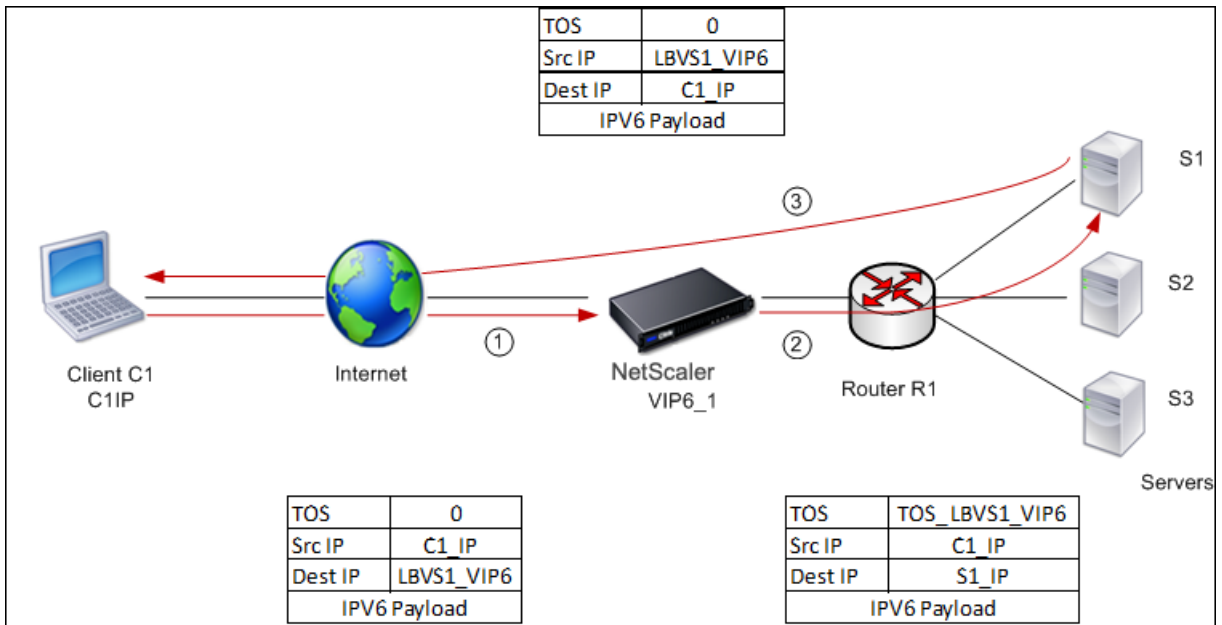 TOS 0
Src IP LBVS1_VIP6
Dest IP C1_IP
IPV6 Payload
S1
③
S2
①
②
Client C1
C1IP
Internet
NetScaler
VIP6_1
Router R1
S3
Servers
TOS 0
Src IP C1_IP
Dest IP LBVS1_VIP6
IPV6 Payload
TOS TOS_LBVS1_VIP6
Src IP C1_IP
Dest IP S1_IP
IPV6 Payload